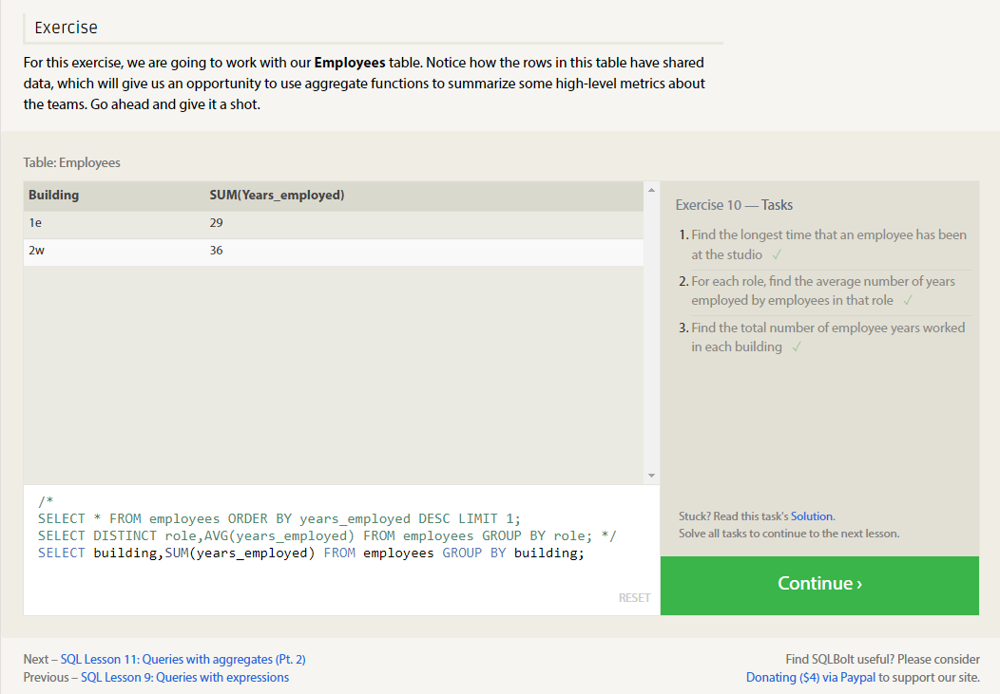 Exercise
For this exercise, we are going to work with our Employees table. Notice how the rows in this table have shared
data, which will give us an opportunity to use aggregate functions to summarize some high-level metrics about
the teams. Go ahead and give it a shot.
Table: Employees
Building SUM(Years_employed)
1e 29
2w 36
/*
SELECT * FROM employees ORDER BY years_employed DESC LIMIT 1;
SELECT DISTINCT role,AVG(years_employed) FROM employees GROUP BY role; */
SELECT building,SUM(years_employed) FROM employees GROUP BY building;
RESET
Exercise 10 — Tasks
1. Find the longest time that an employee has been
at the studio ✓
2. For each role, find the average number of years
employed by employees in that role ✓
3. Find the total number of employee years worked
in each building ✓
Stuck? Read this task's Solution.
Solve all tasks to continue to the next lesson.
Continue ›
Next – SQL Lesson 11: Queries with aggregates (Pt. 2)
Previous – SQL Lesson 9: Queries with expressions
Find SQLBolt useful? Please consider
Donating ($4) via Paypal to support our site.